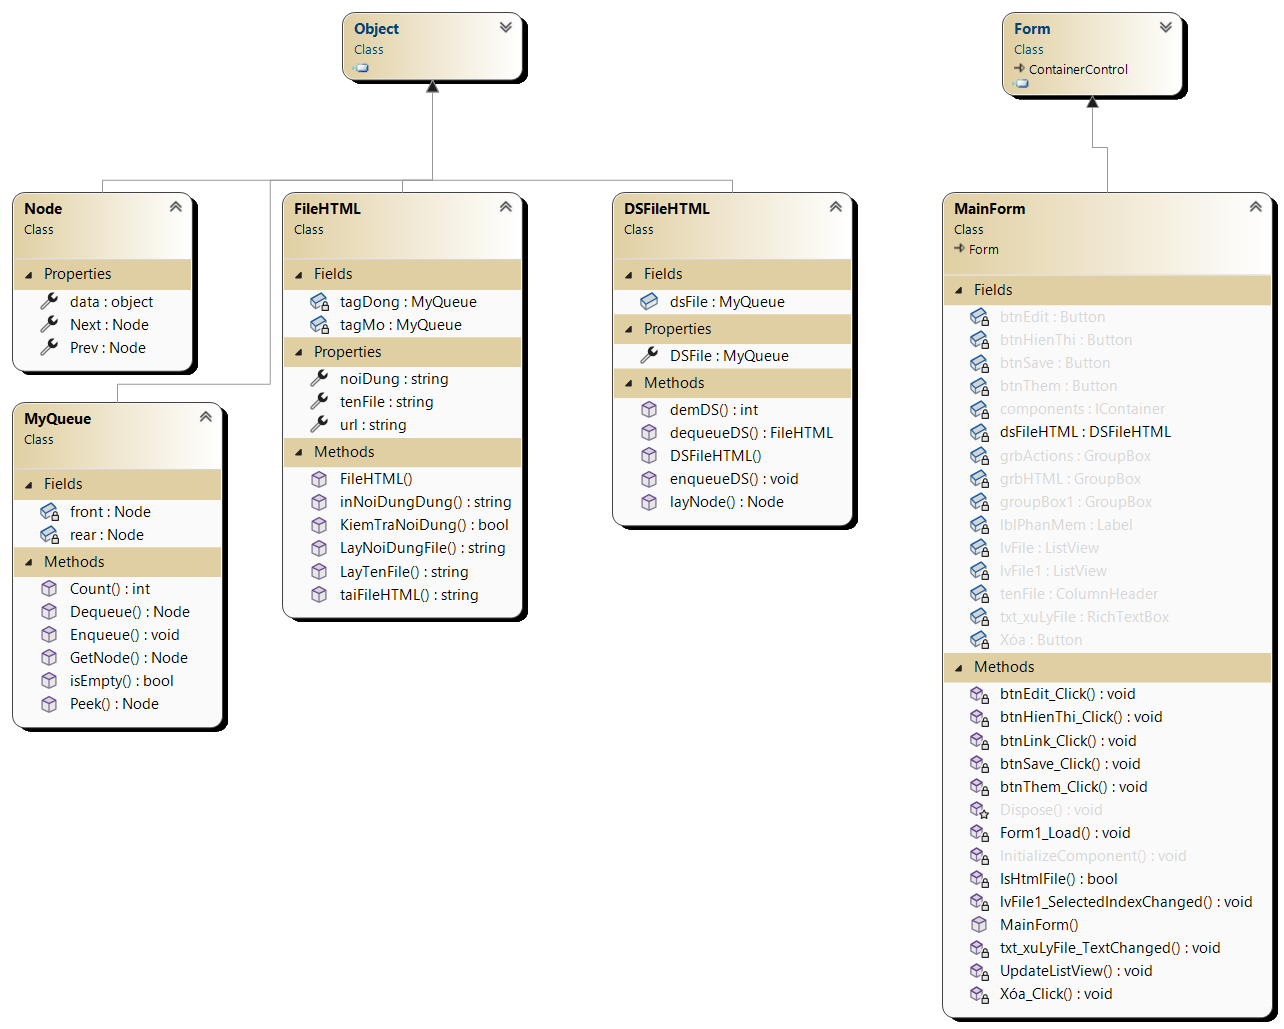 Object
Class
Form
Class
ContainerControl
Node
Class
Properties
data : object
Next : Node
Prev : Node
MyQueue
Class
Fields
front : Node
rear : Node
Methods
Count() : int
Dequeue() : Node
Enqueue() : void
GetNode() : Node
isEmpty() : bool
Peek() : Node
FileHTML
Class
Fields
tagDong : MyQueue
tagMo : MyQueue
Properties
noiDung : string
tenFile : string
url : string
Methods
FileHTML()
inNoiDungDung() : string
KiemTraNoiDung() : bool
LayNoiDungFile() : string
LayTenFile() : string
taiFileHTML() : string
DSFileHTML
Class
Fields
dsFile : MyQueue
Properties
DSFile : MyQueue
Methods
demDS() : int
dequeueDS() : FileHTML
DSFileHTML()
enqueueDS() : void
layNode() : Node
MainForm
Class
Form
Fields
btnEdit : Button
btnHienThi : Button
btnSave : Button
btnThem : Button
components : IContainer
dsFileHTML : DSFileHTML
grbActions : GroupBox
grbHTML : GroupBox
groupBox1 : GroupBox
lblPhanMem : Label
lvFile : ListView
lvFile1 : ListView
tenFile : ColumnHeader
txt_xuLyFile : RichTextBox
Xóa : Button
Methods
btnEdit_Click() : void
btnHienThi_Click() : void
btnLink_Click() : void
btnSave_Click() : void
btnThem_Click() : void
Dispose() : void
Form1_Load() : void
InitializeComponent() : void
IsHtmlFile() : bool
lvFile1_SelectedIndexChanged() : void
MainForm()
txt_xuLyFile_TextChanged() : void
UpdateListView() : void
Xóa_Click() : void